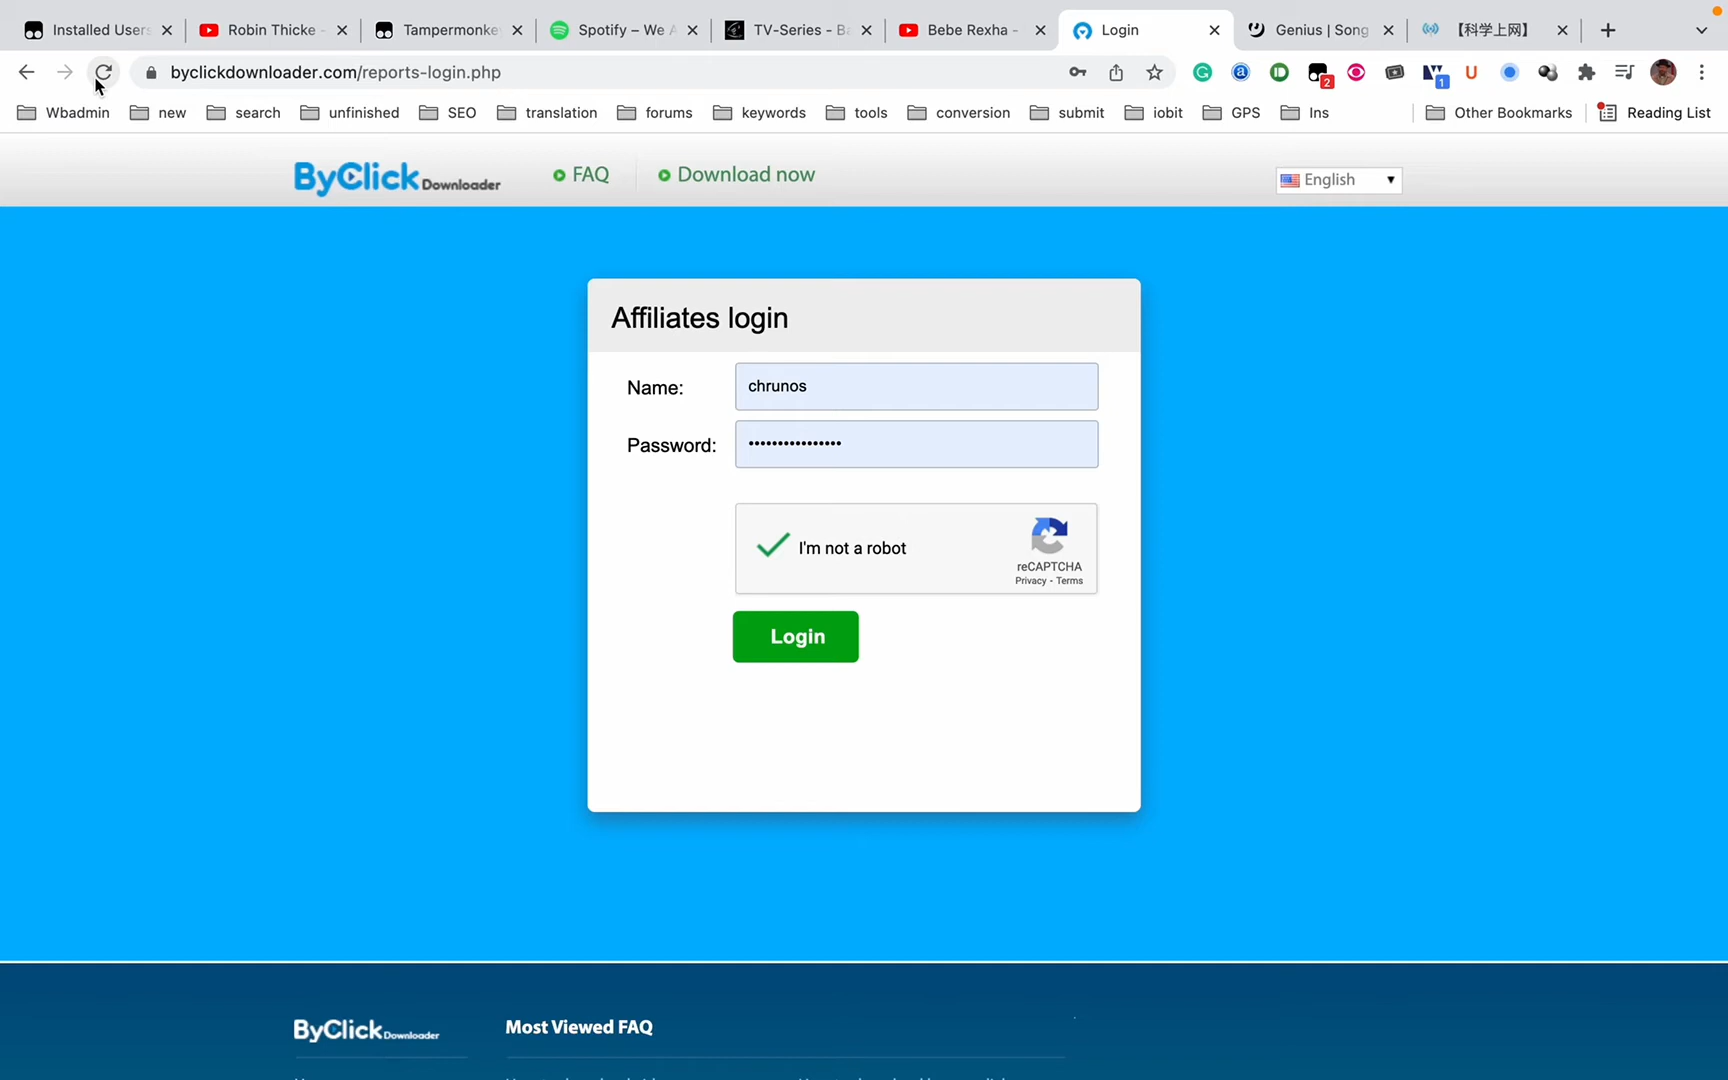 Installed Users
Robin Thicke -
Tampermonke
Spotify – We A
TV-Series - Ba
Bebe Rexha -
Login
Genius | Song
【科学上网】
byclickdownloader.com/reports-login.php
2
1
Wbadmin
new
search
unfinished
SEO
translation
forums
keywords
tools
conversion
submit
iobit
GPS
Ins
Other Bookmarks
Reading List
ByClick Downloader
FAQ
Download now
English
Affiliates login
Name:
chrunos
Password:
••••••••••••••••
I'm not a robot
reCAPTCHA
Privacy - Terms
Login
ByClick Downloader
Most Viewed FAQ